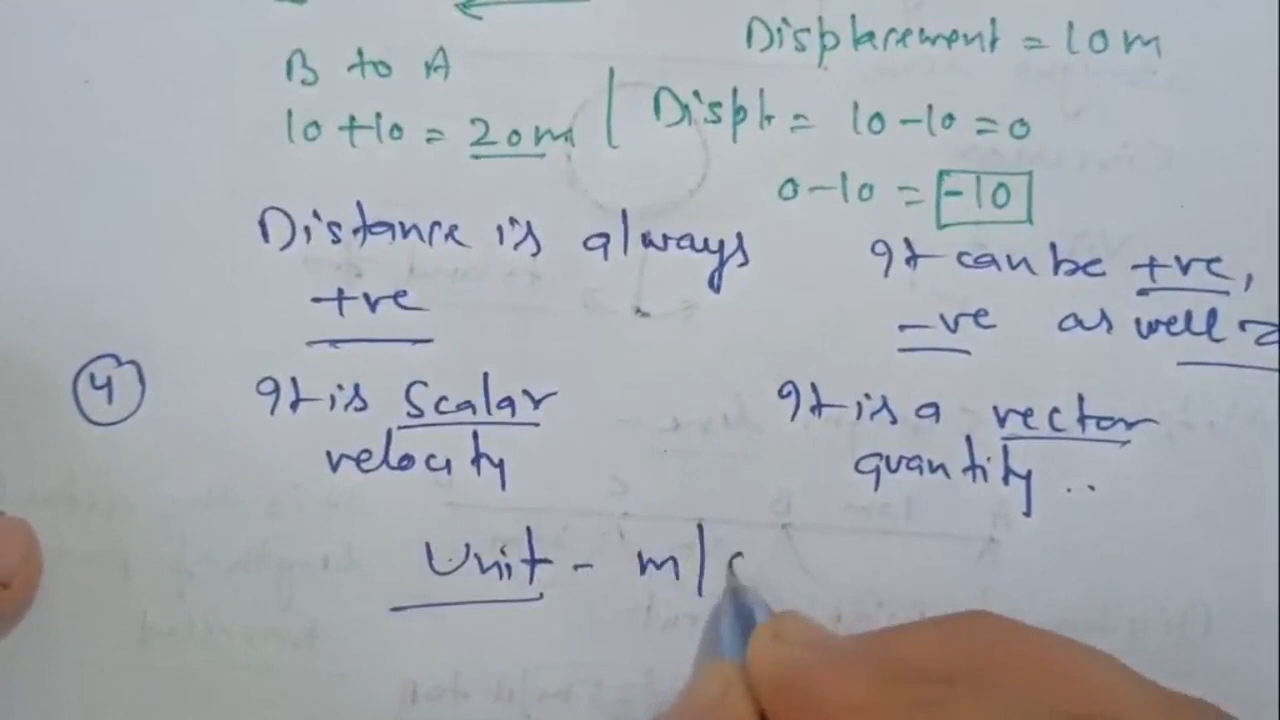 Displacement = 10m
B to A
10 + 10 = 20m | Displ. = 10 - 10 = 0
0 - 10 = -10
Distance is always
+ve
It can be +ve,
-ve as well
4
It is Scalar
velocity
It is a vector
quantity..
Unit - m/